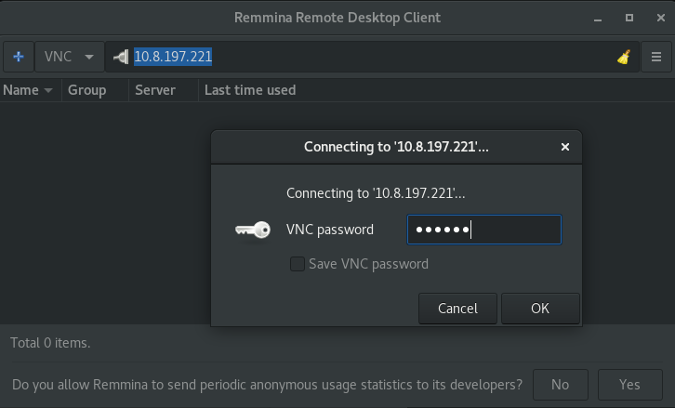 Remmina Remote Desktop Client
VNC 10.8.197.221
Name Group Server Last time used
Connecting to '10.8.197.221'...
Connecting to '10.8.197.221'...
VNC password ••••••
Save VNC password
Cancel OK
Total 0 items.
Do you allow Remmina to send periodic anonymous usage statistics to its developers? No Yes